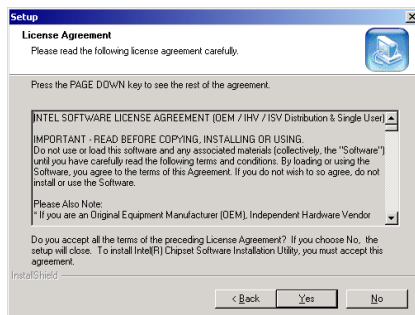 Setup
License Agreement
Please read the following license agreement carefully.
Press the PAGE DOWN key to see the rest of the agreement.
INTEL SOFTWARE LICENSE AGREEMENT (OEM / IHV / ISV Distribution & Single User)
IMPORTANT - READ BEFORE COPYING, INSTALLING OR USING.
Do not use or load this software and any associated materials (collectively, the "Software")
until you have carefully read the following terms and conditions. By loading or using the
Software, you agree to the terms of this Agreement. If you do not wish to so agree, do not
install or use the Software.
Please Also Note:
* If you are an Original Equipment Manufacturer (OEM), Independent Hardware Vendor
Do you accept all the terms of the preceding License Agreement? If you choose No, the
setup will close. To install Intel(R) Chipset Software Installation Utility, you must accept this
agreement.
InstallShield
< Back Yes No